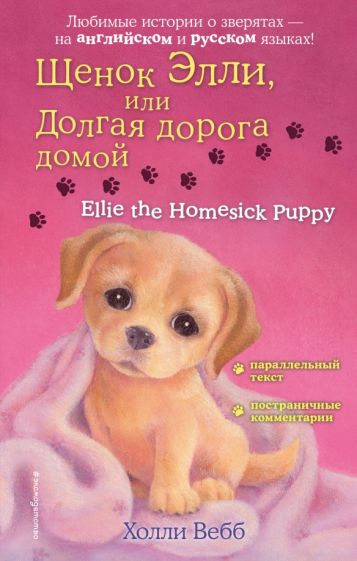 Любимые истории о зверятах —
на английском и русском языках!
Щенок Элли,
или
Долгая дорога
домой
Ellie the Homesick Puppy
параллельный
текст
постраничные
комментарии
#эксмодетство
Холли Вебб